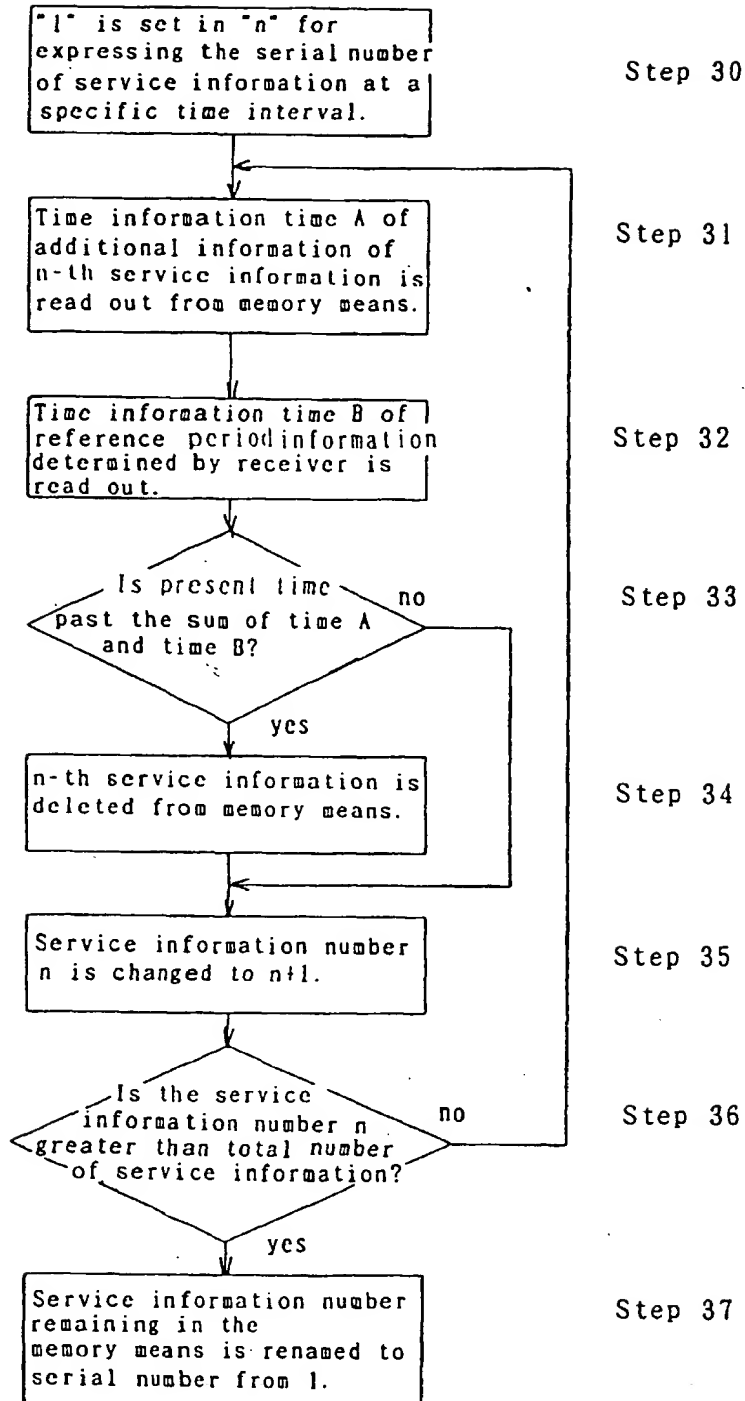 "1" is set in "n" for
expressing the serial number
of service information at a
specific time interval.
Step 30
Time information time A of
additional information of
n-th service information is
read out from memory means.
Step 31
Time information time B of
reference period information
determined by receiver is
read out.
Step 32
Is present time
past the sum of time A
and time B?
no
Step 33
yes
n-th service information is
deleted from memory means.
Step 34
Service information number
n is changed to n+1.
Step 35
Is the service
information number n
greater than total number
of service information?
no
Step 36
yes
Service information number
remaining in the
memory means is renamed to
serial number from 1.
Step 37